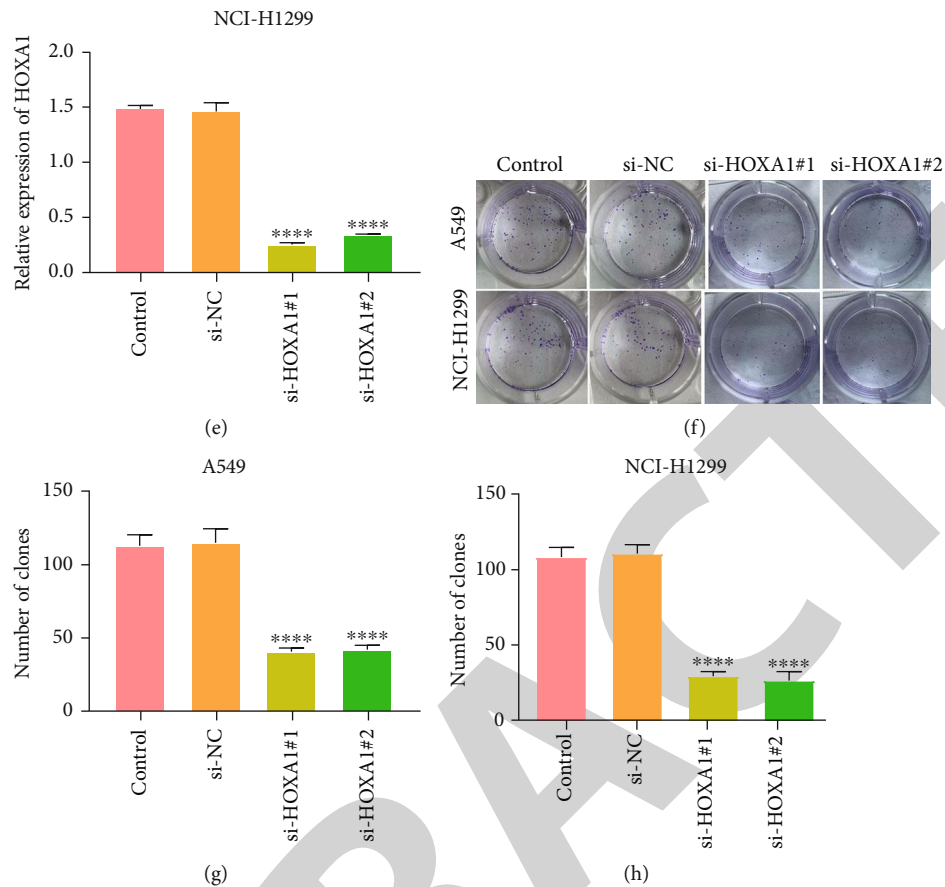 NCI-H1299
Relative expression of HOXA1
2.0
1.5
1.0
0.5
0.0
****
****
Control
si-NC
si-HOXA1#1
si-HOXA1#2
(e)
Control
si-NC
si-HOXA1#1
si-HOXA1#2
A549
NCI-H1299
(f)
A549
Number of clones
150
100
50
0
****
****
Control
si-NC
si-HOXA1#1
si-HOXA1#2
(g)
NCI-H1299
Number of clones
150
100
50
0
****
****
Control
si-NC
si-HOXA1#1
si-HOXA1#2
(h)
RACT